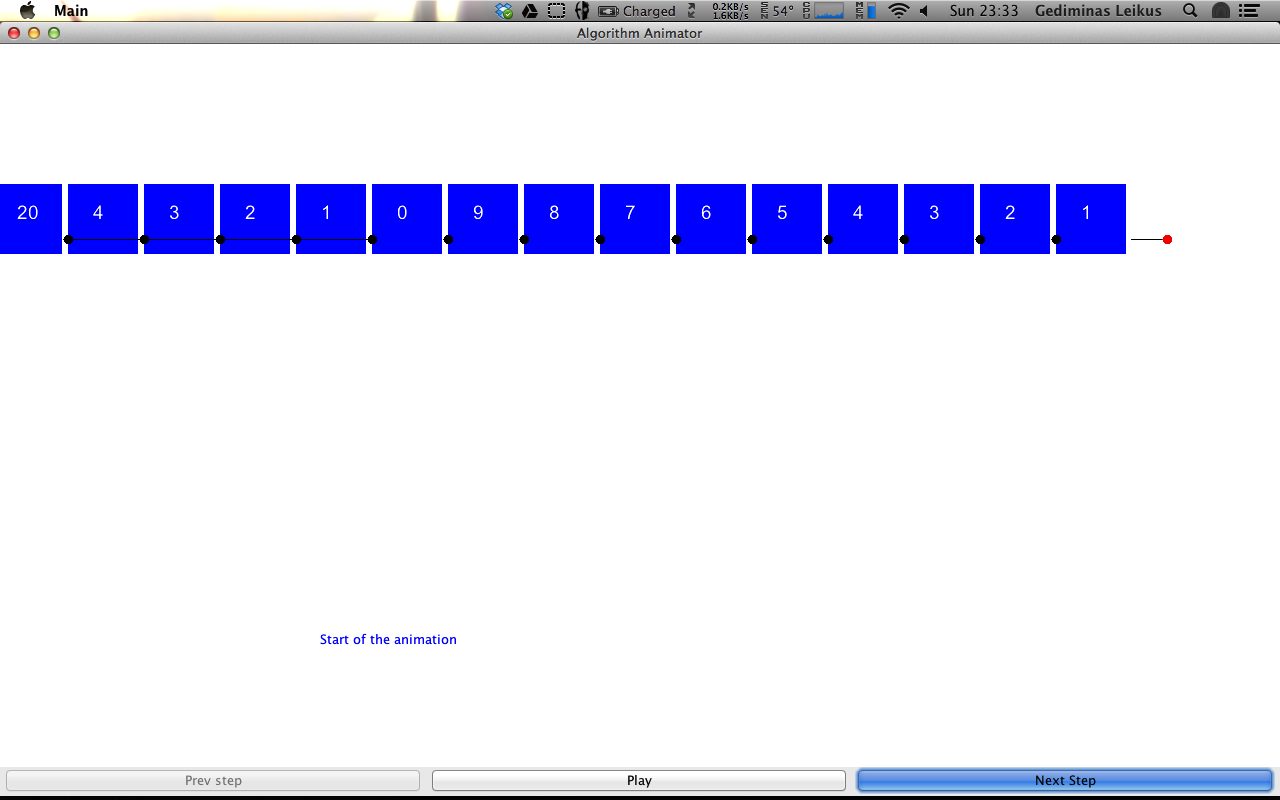 Main Charged 0.2KB/s 1.6KB/s SEN 54° CPU MEM Sun 23:33 Gediminas Leikus
Algorithm Animator
20 4 3 2 1 0 9 8 7 6 5 4 3 2 1
Start of the animation
Prev step Play Next Step